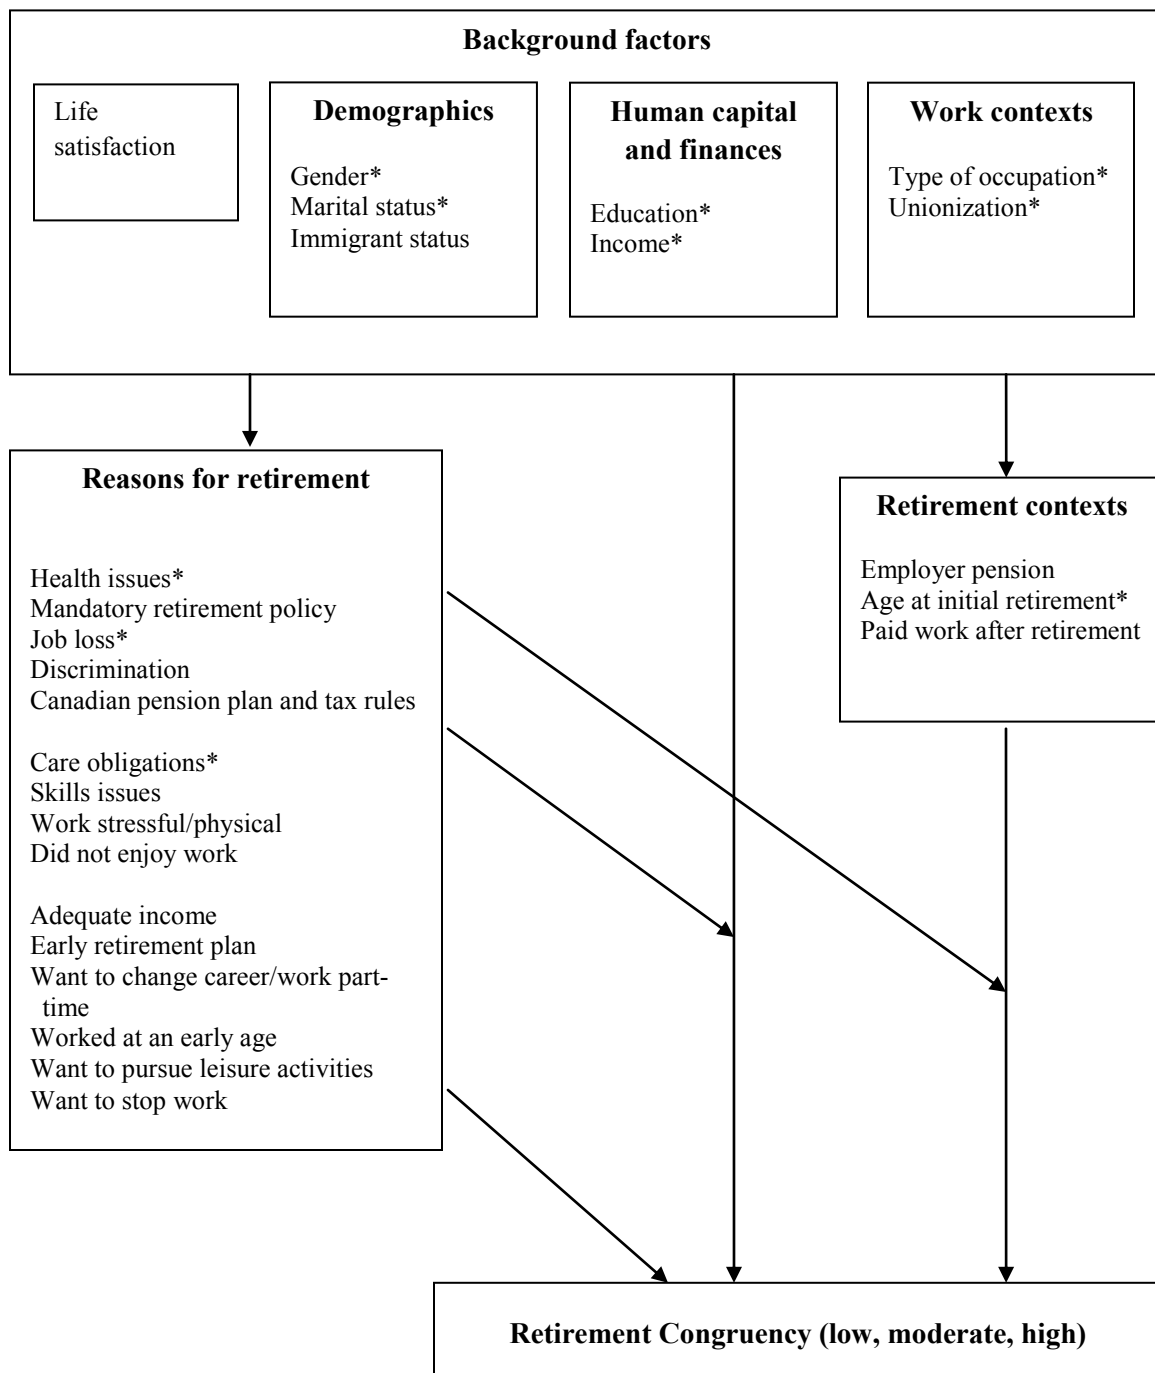 Background factors
Life
satisfaction
Demographics
Gender*
Marital status*
Immigrant status
Human capital
and finances
Education*
Income*
Work contexts
Type of occupation*
Unionization*
Reasons for retirement
Health issues*
Mandatory retirement policy
Job loss*
Discrimination
Canadian pension plan and tax rules
Care obligations*
Skills issues
Work stressful/physical
Did not enjoy work
Adequate income
Early retirement plan
Want to change career/work part-
time
Worked at an early age
Want to pursue leisure activities
Want to stop work
Retirement contexts
Employer pension
Age at initial retirement*
Paid work after retirement
Retirement Congruency (low, moderate, high)